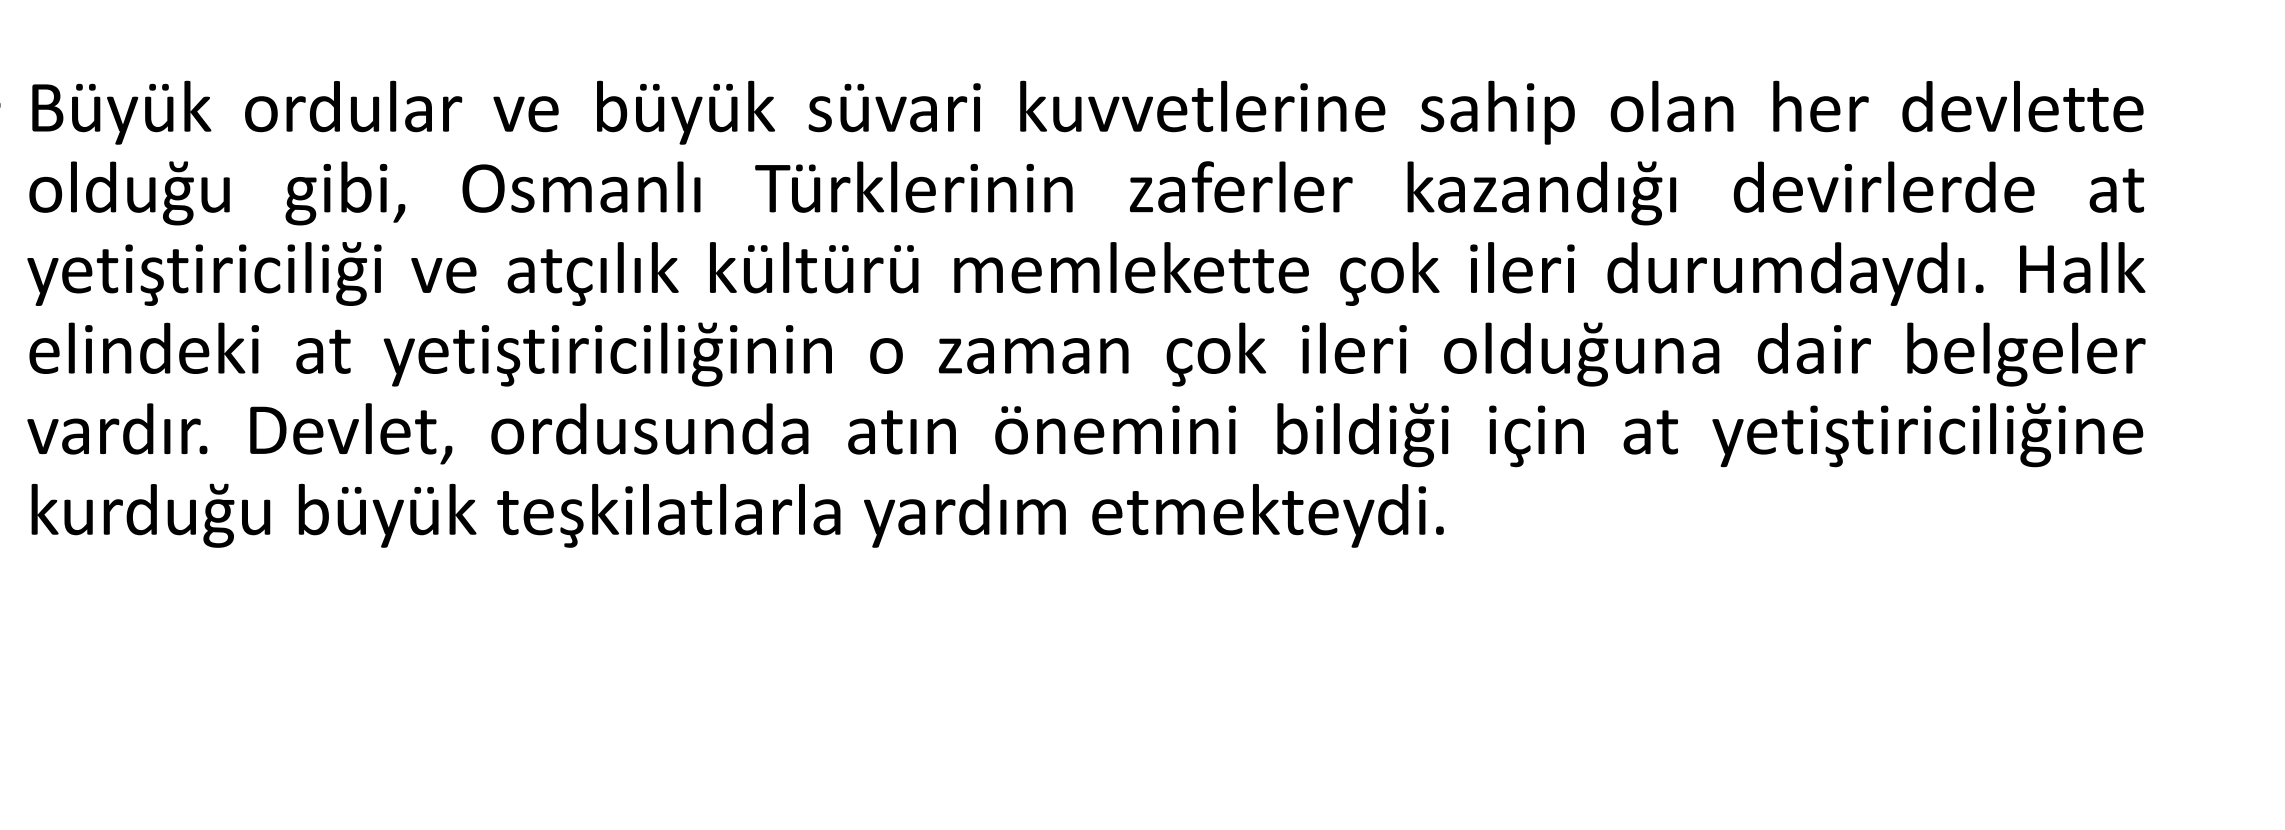 Büyük ordular ve büyük süvari kuvvetlerine sahip olan her devlette
olduğu gibi, Osmanlı Türklerinin zaferler kazandığı devirlerde at
yetiştiriciliği ve atçılık kültürü memlekette çok ileri durumdaydı. Halk
elindeki at yetiştiriciliğinin o zaman çok ileri olduğuna dair belgeler
vardır. Devlet, ordusunda atın önemini bildiği için at yetiştiriciliğine
kurduğu büyük teşkilatlarla yardım etmekteydi.